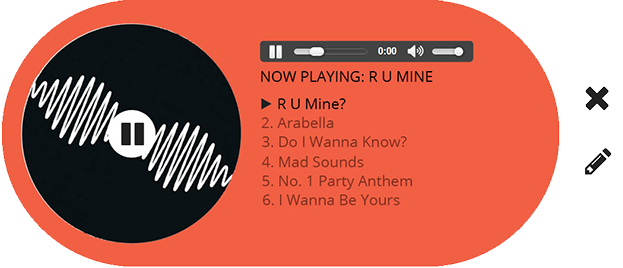 0:00
NOW PLAYING: R U MINE
R U Mine?
2. Arabella
3. Do I Wanna Know?
4. Mad Sounds
5. No. 1 Party Anthem
6. I Wanna Be Yours